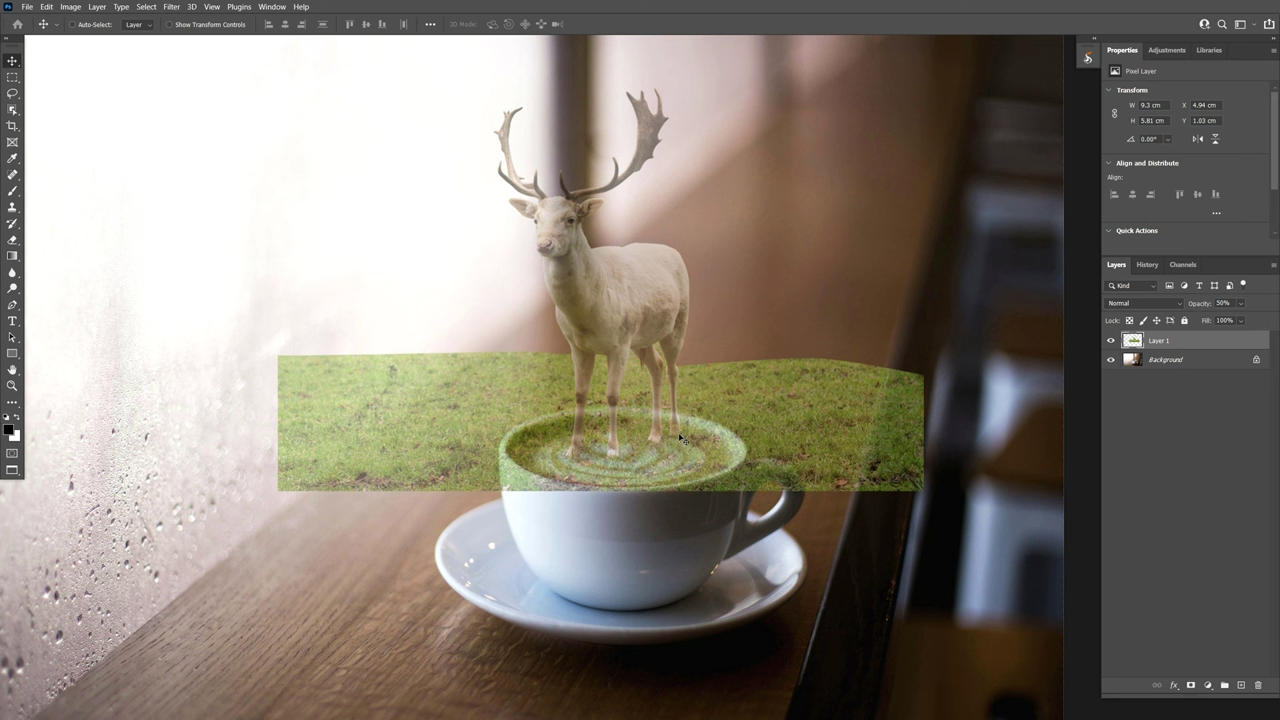 Ps File Edit Image Layer Type Select Filter 3D View Plugins Window Help
Auto-Select: Layer Show Transform Controls 3D Mode:
Properties Adjustments Libraries
Pixel Layer
Transform
W 9.3 cm X 4.94 cm
H 5.81 cm Y 1.03 cm
0.00°
Align and Distribute
Align:
Quick Actions
Layers History Channels
Kind
Normal Opacity: 50%
Lock: Fill: 100%
Layer 1
Background